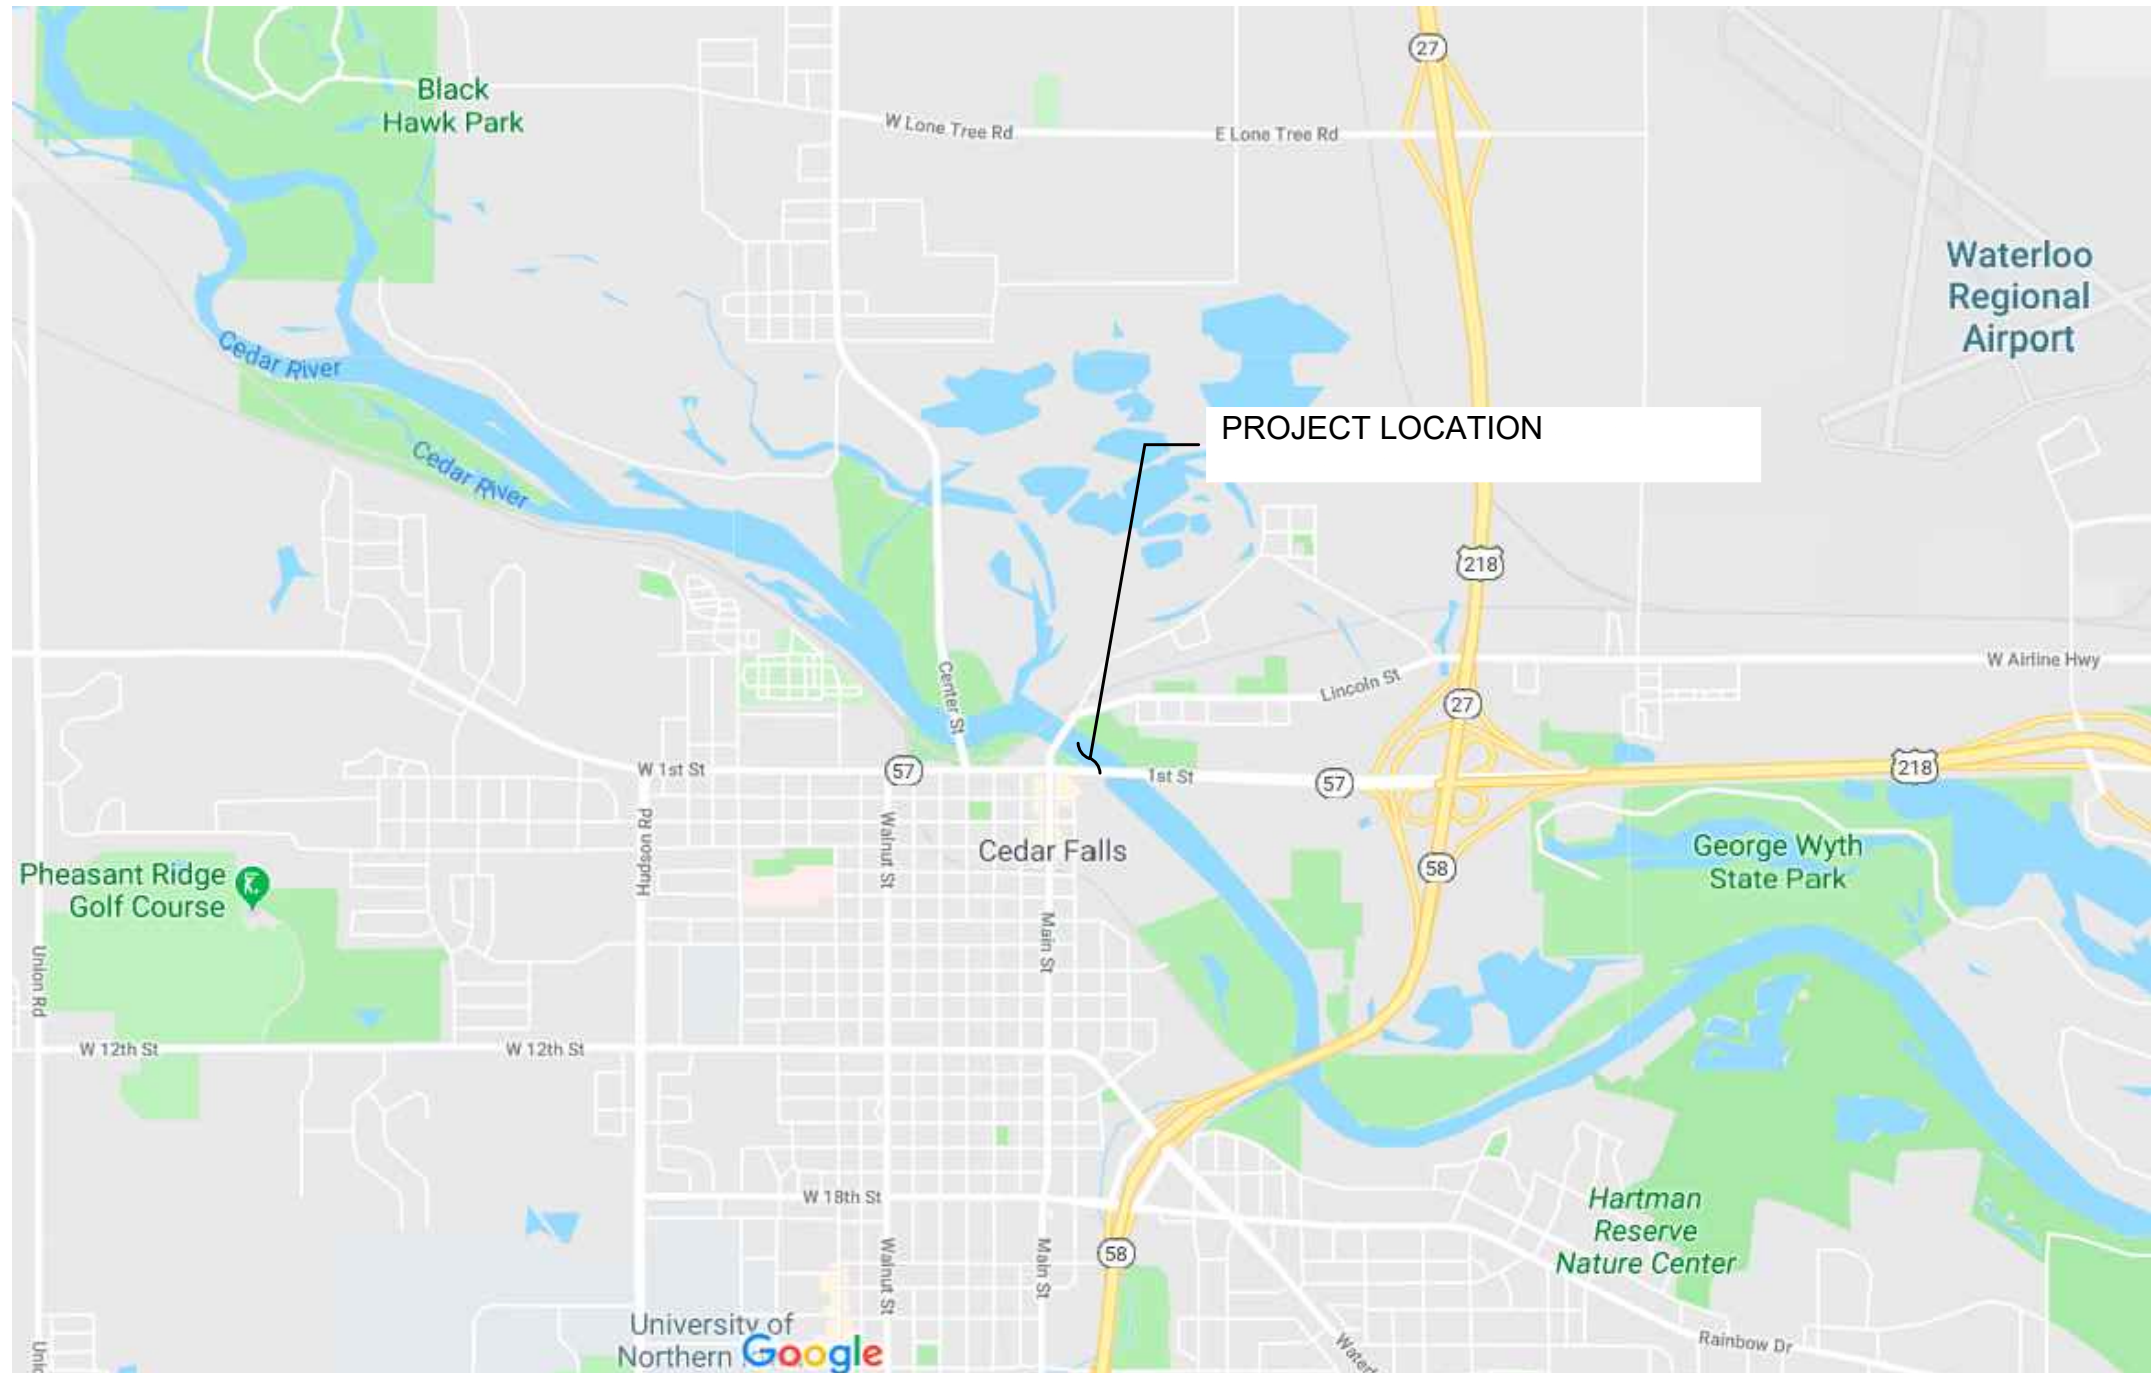 27
Black
Hawk Park
W Lone Tree Rd
E Lone Tree Rd
Waterloo
Regional
Airport
Cedar River
PROJECT LOCATION
Cedar River
218
Center St
W Airline Hwy
Lincoln St
27
W 1st St
57
1st St
57
218
Hudson Rd
Walnut St
Cedar Falls
George Wyth
State Park
58
Pheasant Ridge
Golf Course
Main St
Union Rd
W 12th St
W 12th St
W 18th St
Hartman
Reserve
Nature Center
Walnut St
Main St
58
University of
Northern
Google
Rainbow Dr